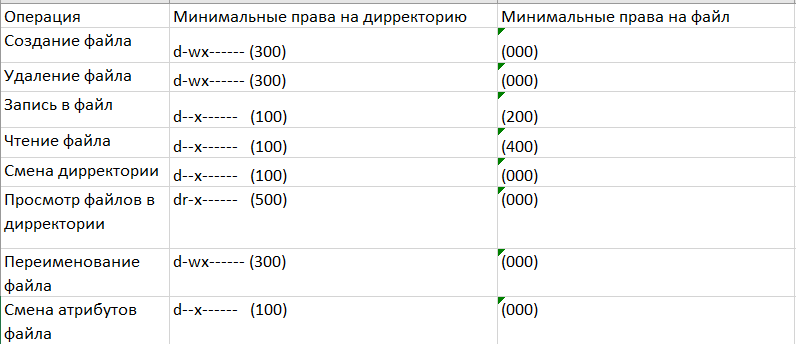 Операция Минимальные права на дирректорию Минимальные права на файл
Создание файла d-wx------ (300) (000)
Удаление файла d-wx------ (300) (000)
Запись в файл d--x------ (100) (200)
Чтение файла d--x------ (100) (400)
Смена дирректории d--x------ (100) (000)
Просмотр файлов в dr-x------ (500) (000)
дирректории
Переименование d-wx------ (300) (000)
файла
Смена атрибутов d--x------ (100) (000)
файла